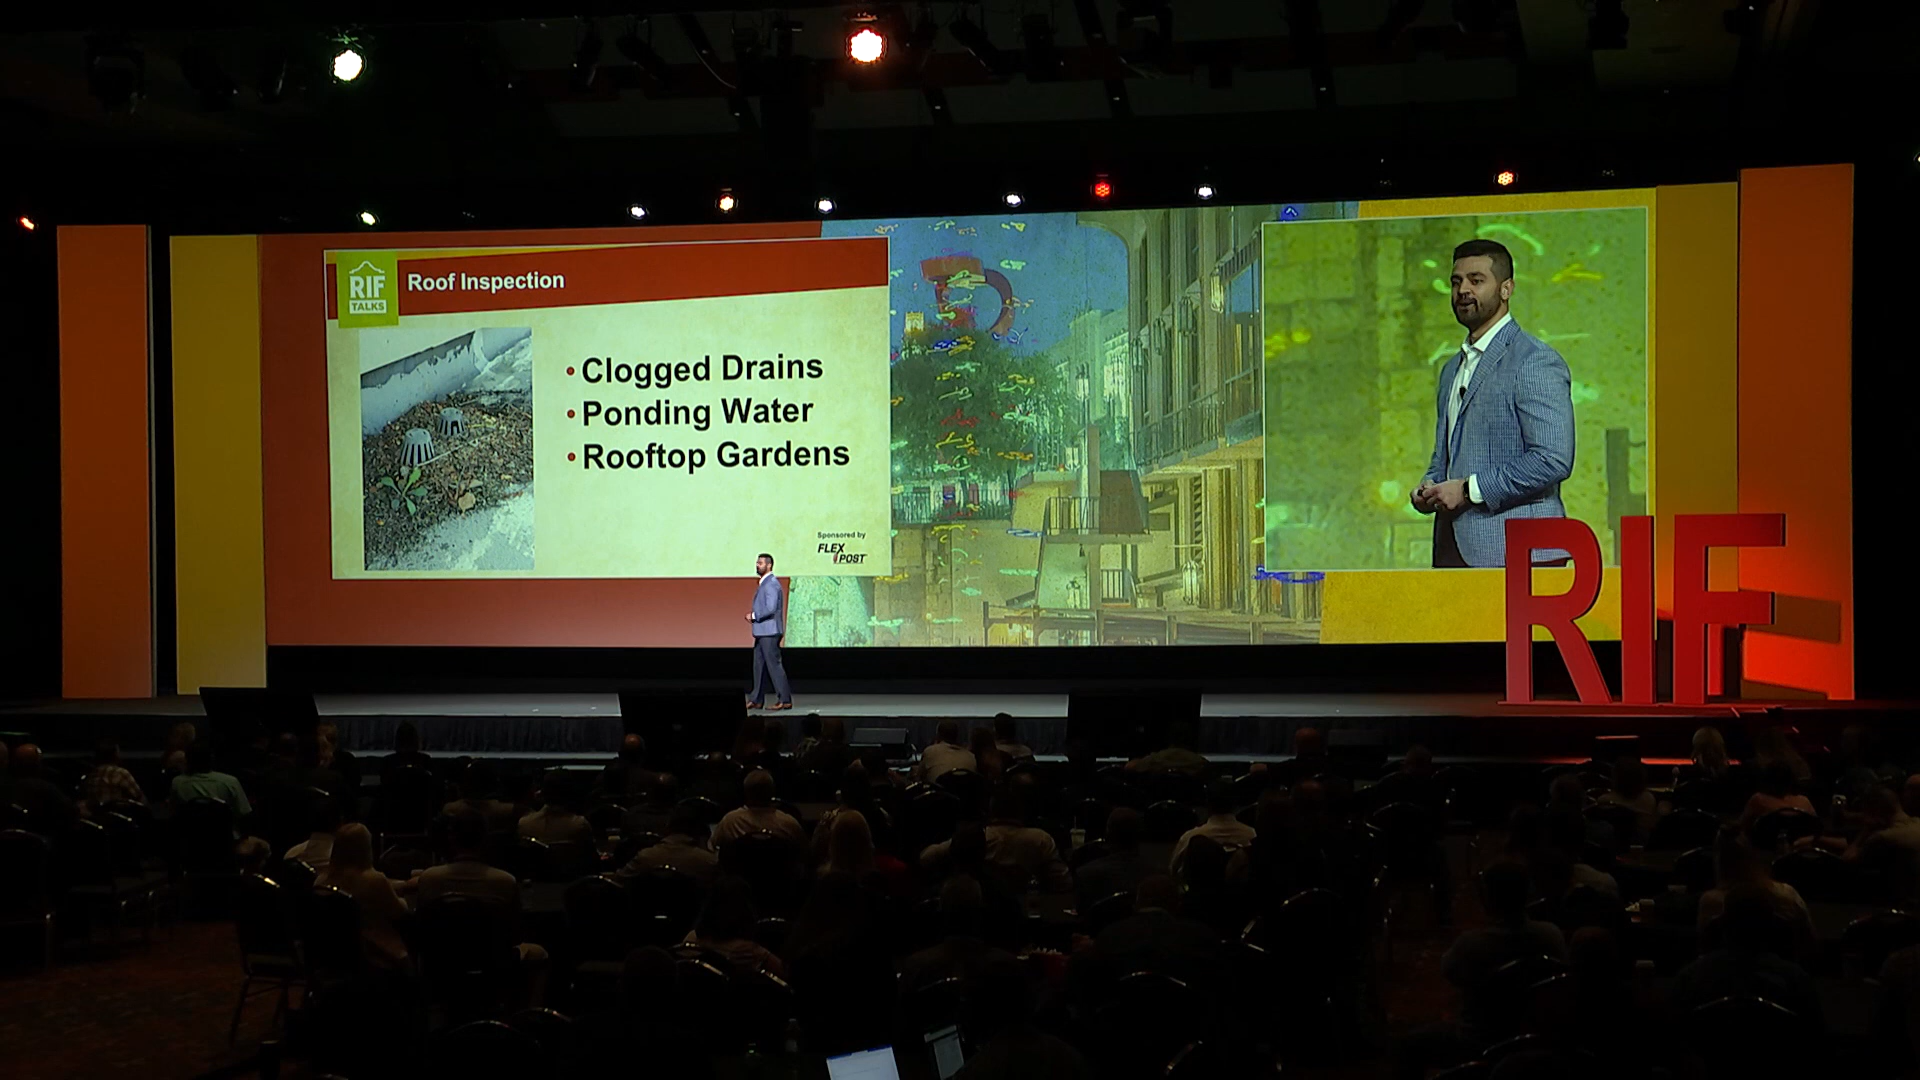 RIF
TALKS
Roof Inspection
• Clogged Drains
• Ponding Water
• Rooftop Gardens
Sponsored by
FLEX
POST
RIF